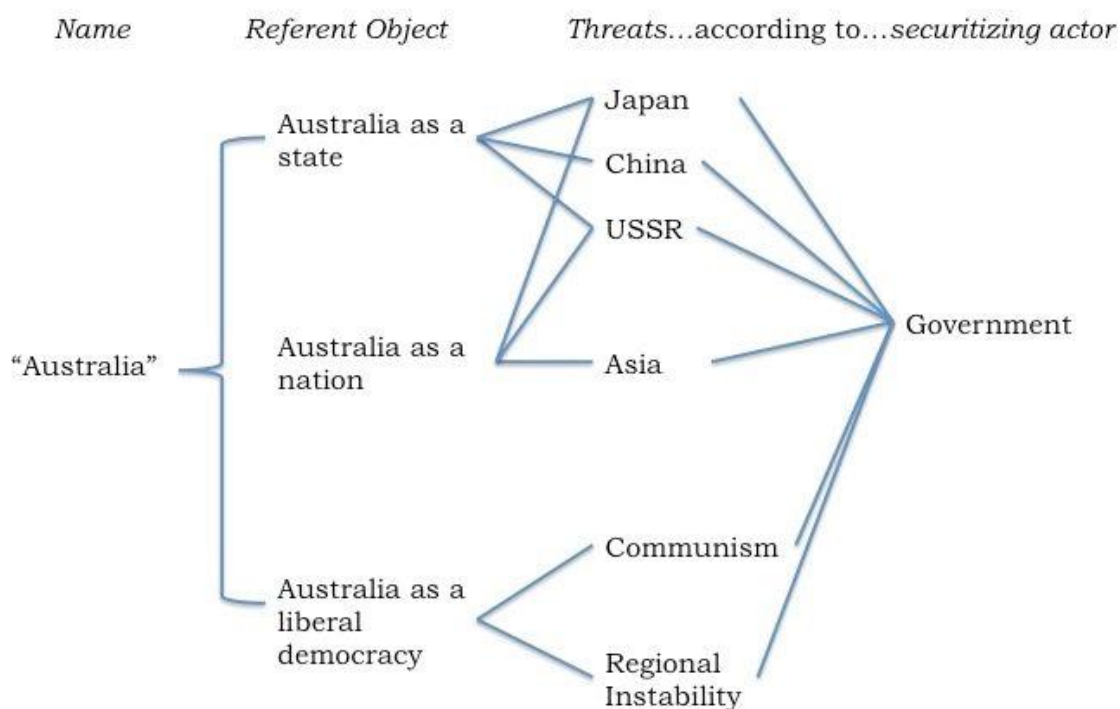 Name Referent Object Threats...according to...securitizing actor
Australia as a
state
Japan
China
USSR
“Australia”
Australia as a
nation
Asia
Government
Australia as a
liberal
democracy
Communism
Regional
Instability